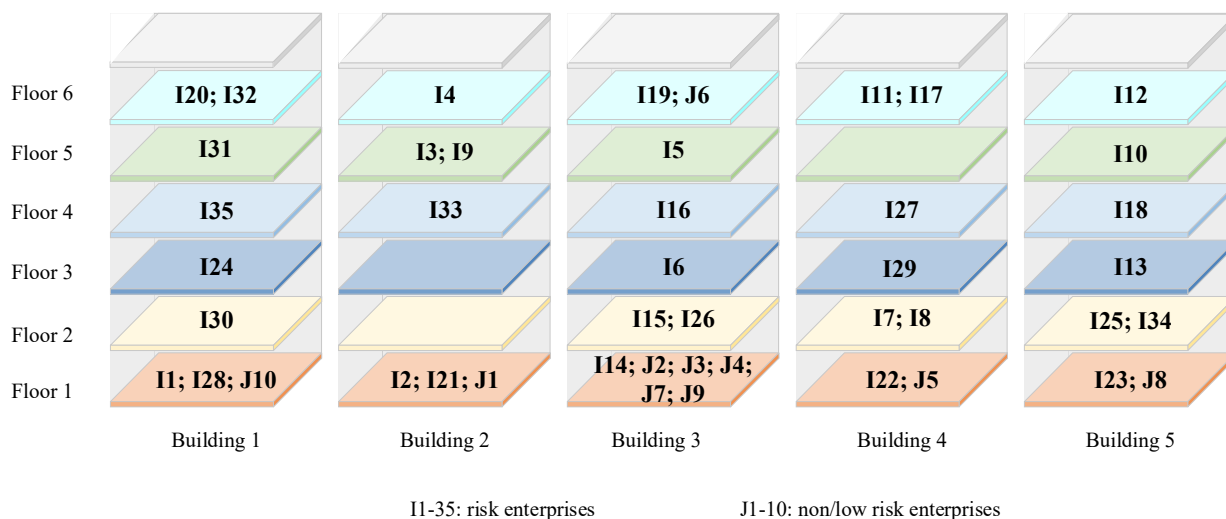 Floor 6 I20; I32 I4 I19; J6 I11; I17 I12
Floor 5 I31 I3; I9 I5 I10
Floor 4 I35 I33 I16 I27 I18
Floor 3 I24 I6 I29 I13
Floor 2 I30 I15; I26 I7; I8 I25; I34
Floor 1 I1; I28; J10 I2; I21; J1 I14; J2; J3; J4; J7; J9 I22; J5 I23; J8
Building 1 Building 2 Building 3 Building 4 Building 5
I1-35: risk enterprises J1-10: non/low risk enterprises